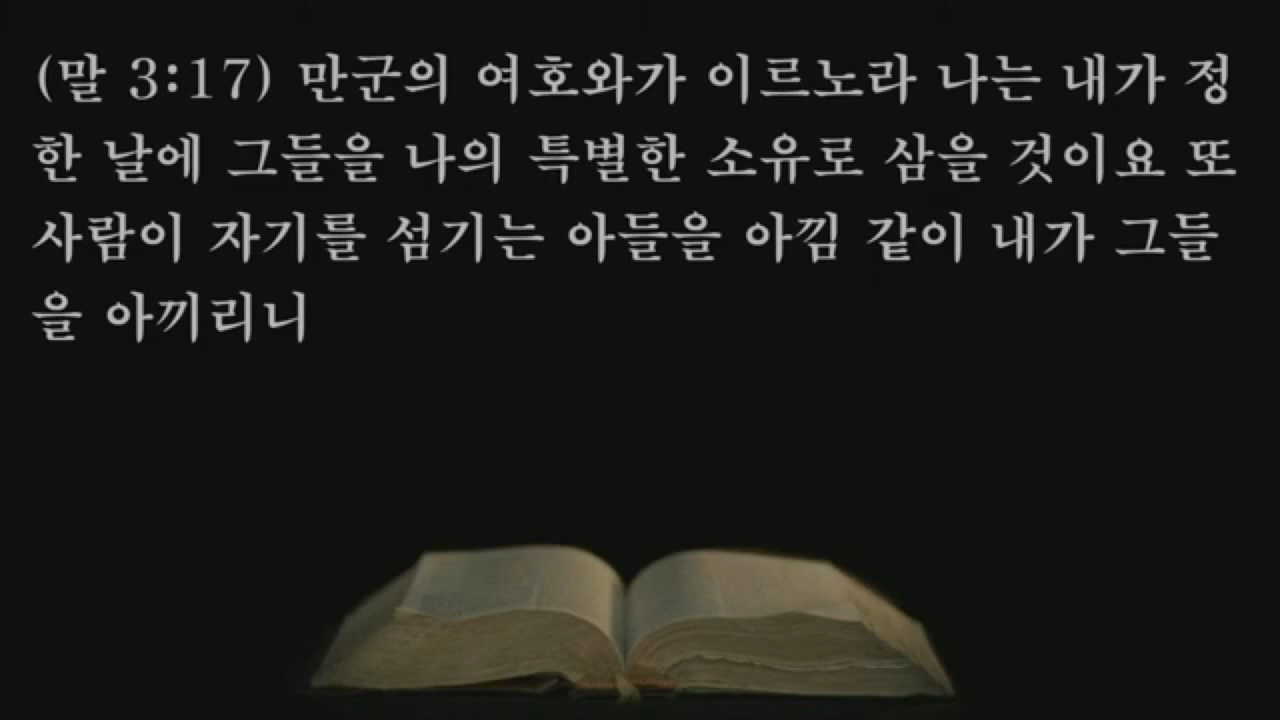 (말 3:17) 만군의 여호와가 이르노라 나는 내가 정
한 날에 그들을 나의 특별한 소유로 삼을 것이요 또
사람이 자기를 섬기는 아들을 아낌 같이 내가 그들
을 아끼리니